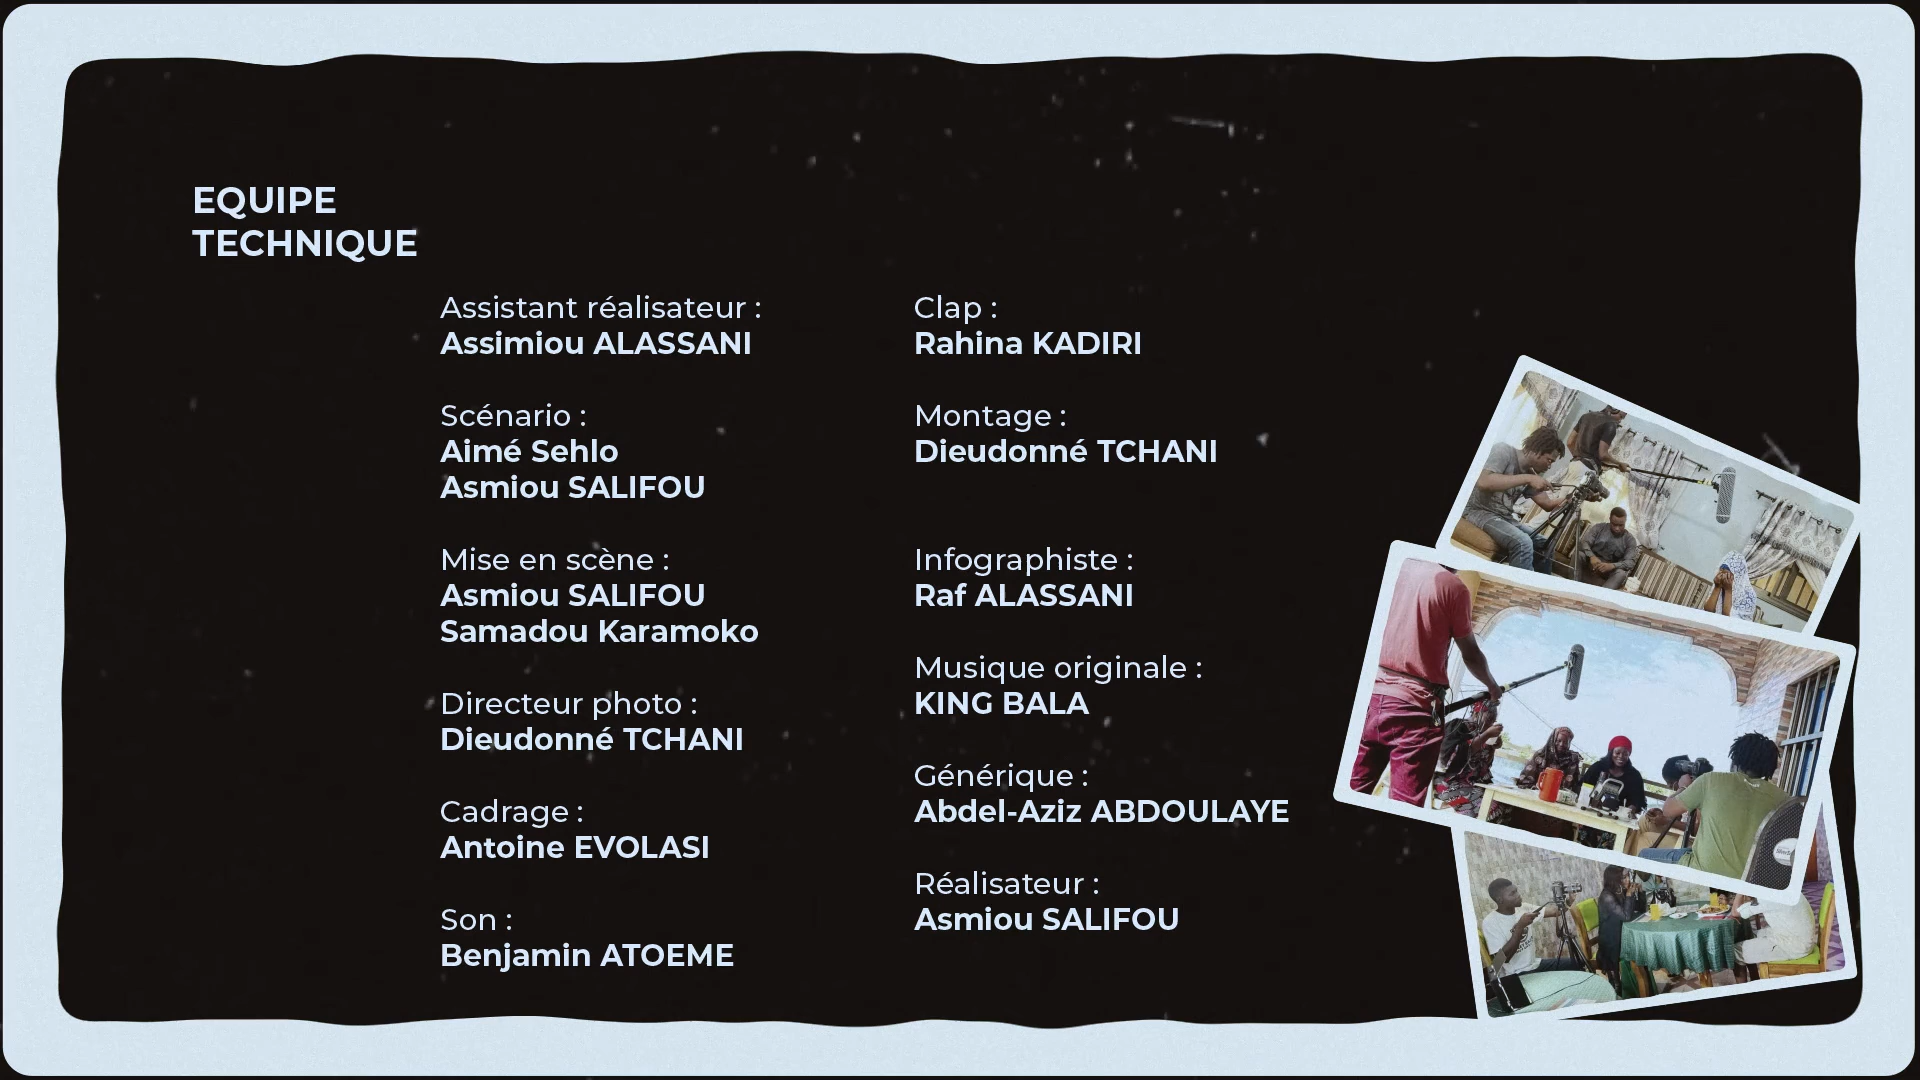 EQUIPE
TECHNIQUE
Assistant réalisateur :
Assimiou ALASSANI
Scénario :
Aimé Sehlo
Asmiou SALIFOU
Mise en scène :
Asmiou SALIFOU
Samadou Karamoko
Directeur photo :
Dieudonné TCHANI
Cadrage :
Antoine EVOLASI
Son :
Benjamin ATOEME
Clap :
Rahina KADIRI
Montage :
Dieudonné TCHANI
Infographiste :
Raf ALASSANI
Musique originale :
KING BALA
Générique :
Abdel-Aziz ABDOULAYE
Réalisateur :
Asmiou SALIFOU